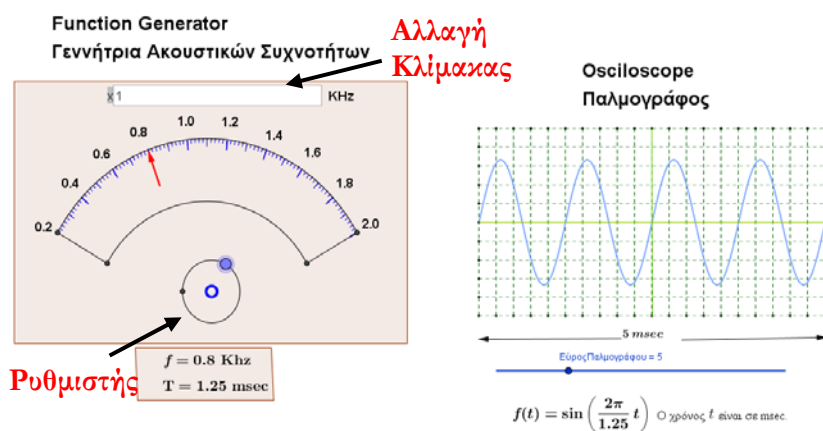 Function Generator
Γεννήτρια Ακουστικών Συχνοτήτων
Αλλαγή
Κλίμακας
x 1
KHz
0.2
0.4
0.6
0.8
1.0
1.2
1.4
1.6
1.8
2.0
Ρυθμιστής
f = 0.8 Khz
T = 1.25 msec
Osciloscope
Παλμογράφος
5 msec
ΕύροςΠαλμογράφου = 5
f(t) = sin(2π/1.25 t) Ο χρόνος t είναι σε msec.